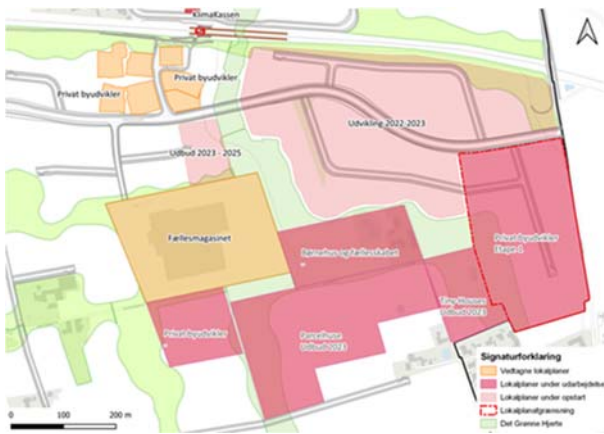 KlimaKassen
Privat byudvikler
Privat byudvikler
Udvikling 2022-2023
Udbud 2023 - 2025
Fællesmagasinet
Børnehus og fællesskabet
Privat byudvikler
Etape 1
Tiny Houses
Udbud 2023
Privat byudvikler
Parcelhuse
Udbud 2023
Signaturforklaring
Vedtagne lokalplaner
Lokalplaner under udarbejdelse
Lokalplaner under opstart
Lokalplanafgrænsning
Det Grønne Hjerte
0 100 200 m